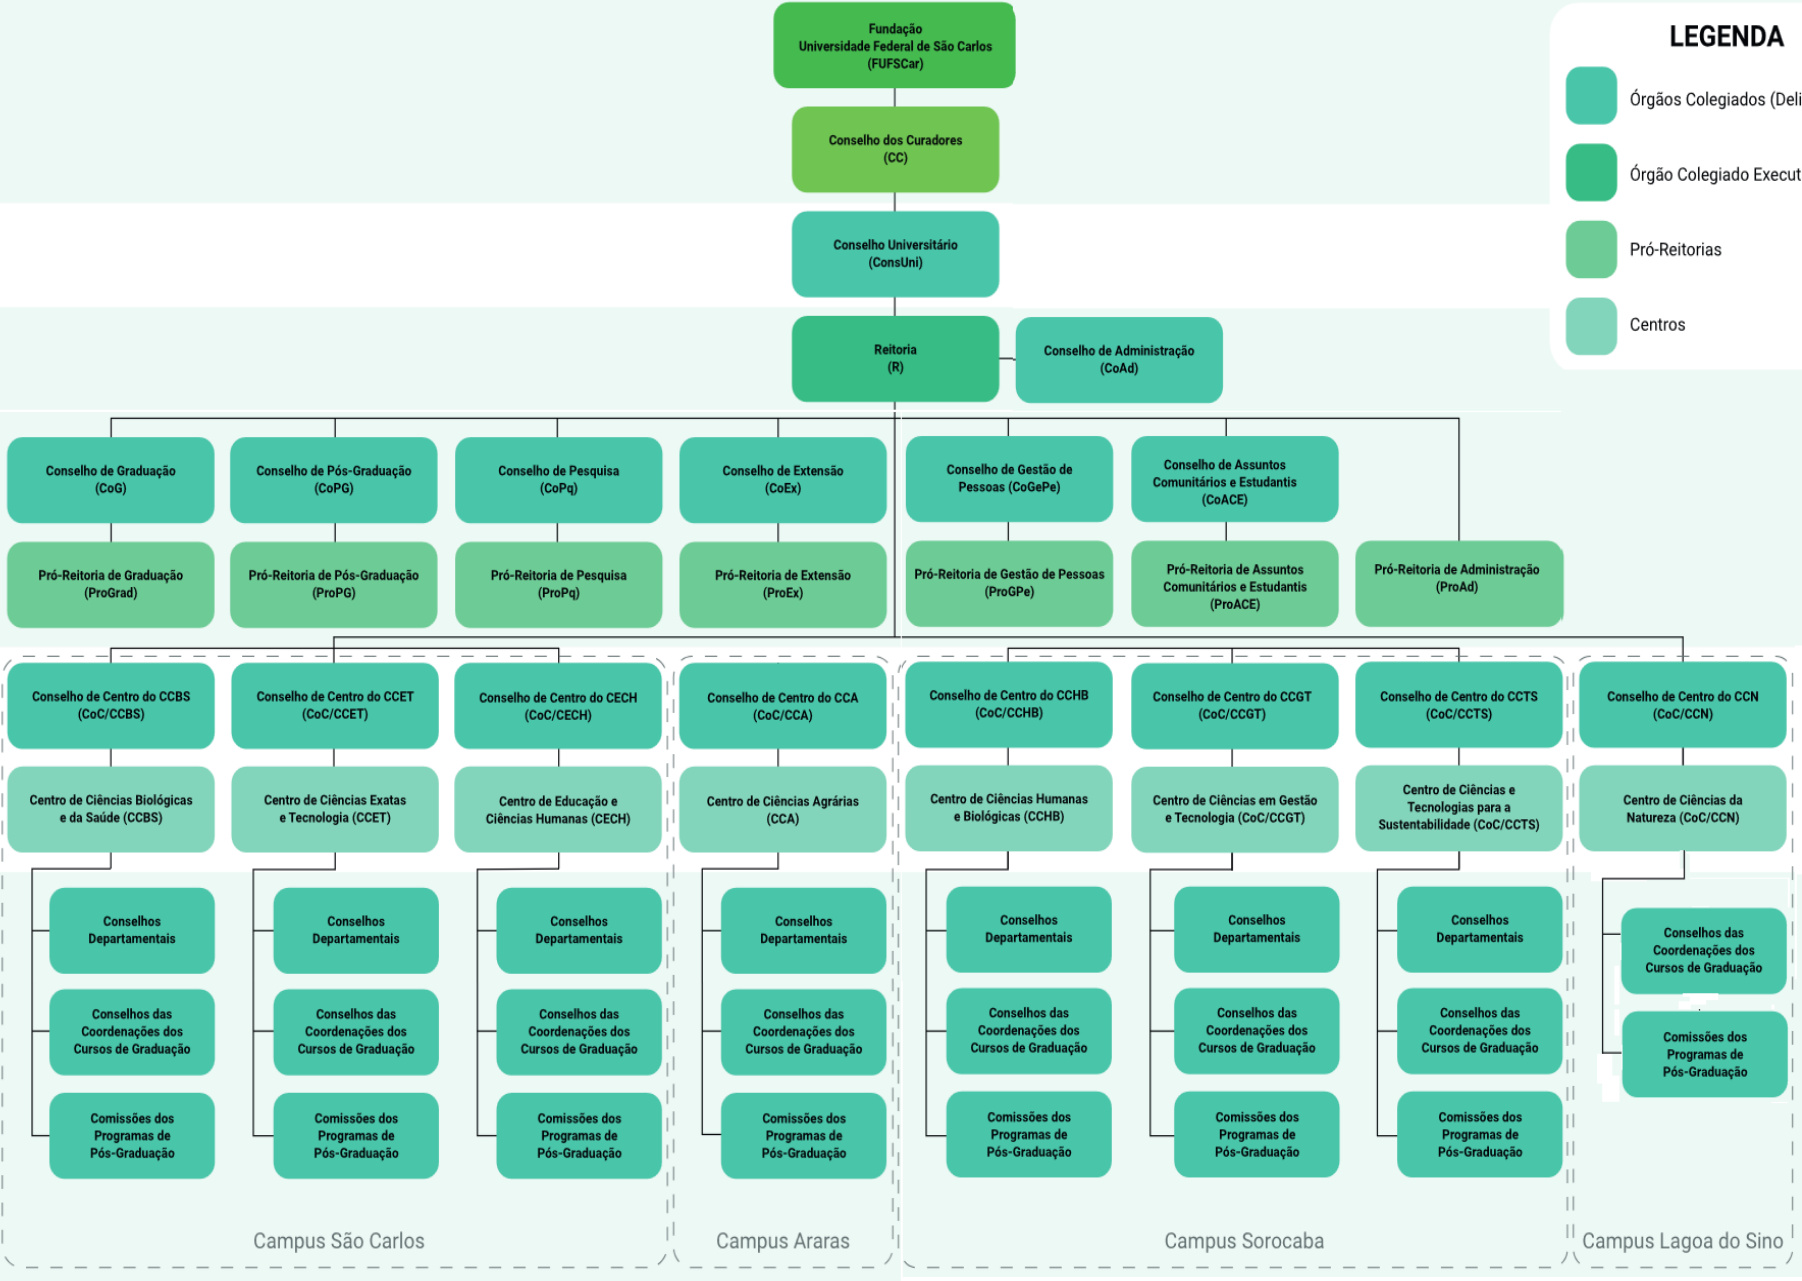 Fundação
Universidade Federal de São Carlos
(FUFSCar)
Conselho dos Curadores
(CC)
Conselho Universitário
(ConsUni)
Reitoria
(R)
Conselho de Administração
(CoAd)
LEGENDA
Órgãos Colegiados (Deli
Órgão Colegiado Execut
Pró-Reitorias
Centros
Conselho de Graduação
(CoG)
Conselho de Pós-Graduação
(CoPG)
Conselho de Pesquisa
(CoPq)
Conselho de Extensão
(CoEx)
Conselho de Gestão de
Pessoas (CoGePe)
Conselho de Assuntos
Comunitários e Estudantis
(CoACE)
Pró-Reitoria de Graduação
(ProGrad)
Pró-Reitoria de Pós-Graduação
(ProPG)
Pró-Reitoria de Pesquisa
(ProPq)
Pró-Reitoria de Extensão
(ProEx)
Pró-Reitoria de Gestão de Pessoas
(ProGPe)
Pró-Reitoria de Assuntos
Comunitários e Estudantis
(ProACE)
Pró-Reitoria de Administração
(ProAd)
Conselho de Centro do CCBS
(CoC/CCBS)
Conselho de Centro do CCET
(CoC/CCET)
Conselho de Centro do CECH
(CoC/CECH)
Conselho de Centro do CCA
(CoC/CCA)
Conselho de Centro do CCHB
(CoC/CCHB)
Conselho de Centro do CCGT
(CoC/CCGT)
Conselho de Centro do CCTS
(CoC/CCTS)
Conselho de Centro do CCN
(CoC/CCN)
Centro de Ciências Biológicas
e da Saúde (CCBS)
Centro de Ciências Exatas
e Tecnologia (CCET)
Centro de Educação e
Ciências Humanas (CECH)
Centro de Ciências Agrárias
(CCA)
Centro de Ciências Humanas
e Biológicas (CCHB)
Centro de Ciências em Gestão
e Tecnologia (CoC/CCGT)
Centro de Ciências e
Tecnologias para a
Sustentabilidade (CoC/CCTS)
Centro de Ciências da
Natureza (CoC/CCN)
Conselhos
Departamentais
Conselhos das
Coordenações dos
Cursos de Graduação
Comissões dos
Programas de
Pós-Graduação
Conselhos
Departamentais
Conselhos das
Coordenações dos
Cursos de Graduação
Comissões dos
Programas de
Pós-Graduação
Conselhos
Departamentais
Conselhos das
Coordenações dos
Cursos de Graduação
Comissões dos
Programas de
Pós-Graduação
Conselhos
Departamentais
Conselhos das
Coordenações dos
Cursos de Graduação
Comissões dos
Programas de
Pós-Graduação
Conselhos
Departamentais
Conselhos das
Coordenações dos
Cursos de Graduação
Comissões dos
Programas de
Pós-Graduação
Conselhos
Departamentais
Conselhos das
Coordenações dos
Cursos de Graduação
Comissões dos
Programas de
Pós-Graduação
Conselhos
Departamentais
Conselhos das
Coordenações dos
Cursos de Graduação
Comissões dos
Programas de
Pós-Graduação
Conselhos das
Coordenações dos
Cursos de Graduação
Comissões dos
Programas de
Pós-Graduação
Campus São Carlos
Campus Araras
Campus Sorocaba
Campus Lagoa do Sino